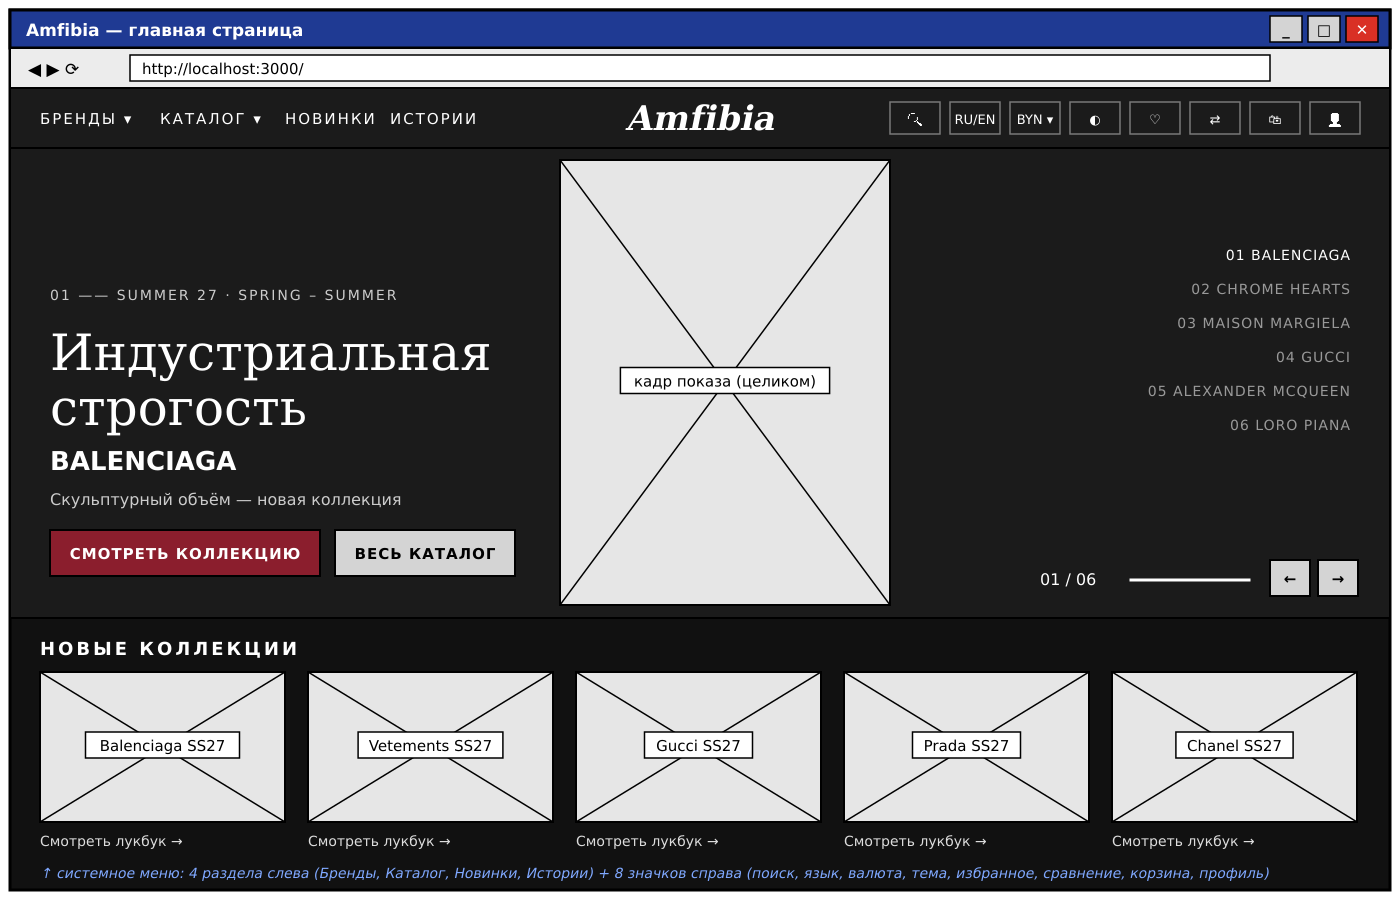 Amfibia — главная страница
http://localhost:3000/
БРЕНДЫ ▾ КАТАЛОГ ▾ НОВИНКИ ИСТОРИИ Amfibia RU/EN BYN ▾
01 —— SUMMER 27 · SPRING – SUMMER
Индустриальная
строгость
BALENCIAGA
Скульптурный объём — новая коллекция
СМОТРЕТЬ КОЛЛЕКЦИЮ ВЕСЬ КАТАЛОГ
кадр показа (целиком)
01 BALENCIAGA
02 CHROME HEARTS
03 MAISON MARGIELA
04 GUCCI
05 ALEXANDER MCQUEEN
06 LORO PIANA
01 / 06 ← →
НОВЫЕ КОЛЛЕКЦИИ
Balenciaga SS27 Vetements SS27 Gucci SS27 Prada SS27 Chanel SS27
Смотреть лукбук → Смотреть лукбук → Смотреть лукбук → Смотреть лукбук → Смотреть лукбук →
↑ системное меню: 4 раздела слева (Бренды, Каталог, Новинки, Истории) + 8 значков справа (поиск, язык, валюта, тема, избранное, сравнение, корзина, профиль)